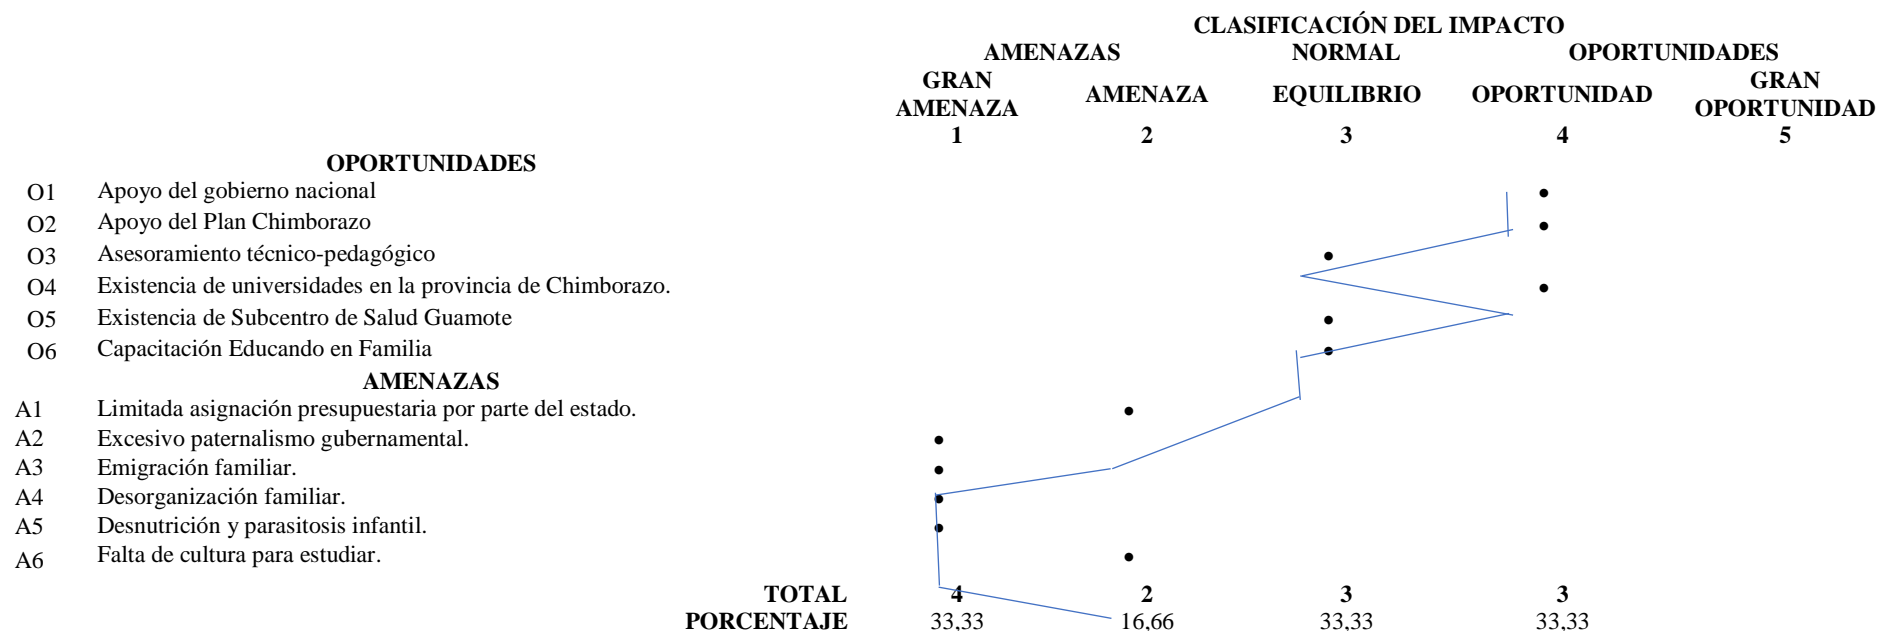 CLASIFICACIÓN DEL IMPACTO
AMENAZAS NORMAL OPORTUNIDADES
GRAN AMENAZA AMENAZA EQUILIBRIO OPORTUNIDAD GRAN OPORTUNIDAD
1 2 3 4 5
OPORTUNIDADES
O1 Apoyo del gobierno nacional
O2 Apoyo del Plan Chimborazo
O3 Asesoramiento técnico-pedagógico
O4 Existencia de universidades en la provincia de Chimborazo.
O5 Existencia de Subcentro de Salud Guamote
O6 Capacitación Educando en Familia
AMENAZAS
A1 Limitada asignación presupuestaria por parte del estado.
A2 Excesivo paternalismo gubernamental.
A3 Emigración familiar.
A4 Desorganización familiar.
A5 Desnutrición y parasitosis infantil.
A6 Falta de cultura para estudiar.
TOTAL 4 2 3 3
PORCENTAJE 33,33 16,66 33,33 33,33